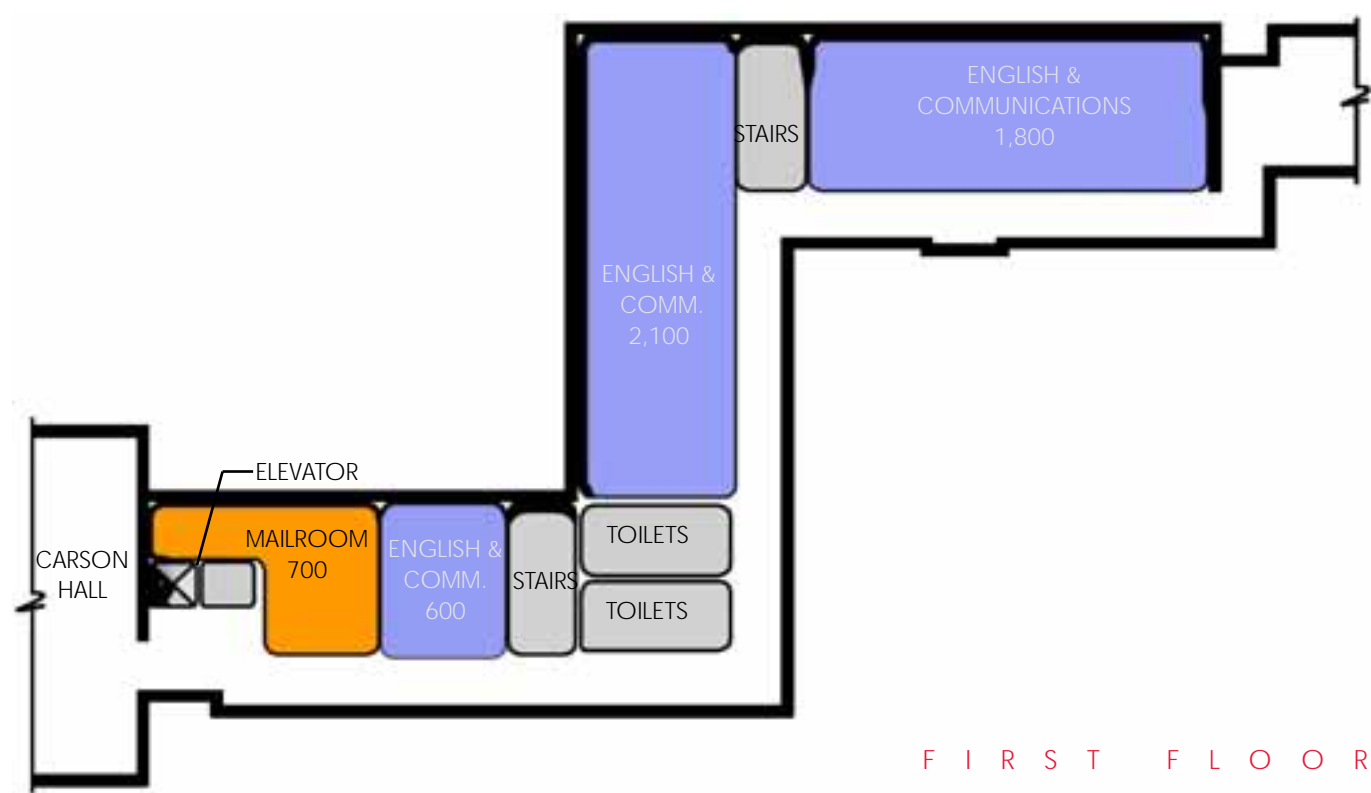 ENGLISH &
COMMUNICATIONS
1,800
STAIRS
ENGLISH &
COMM.
2,100
ELEVATOR
CARSON
HALL
MAILROOM
700
ENGLISH &
COMM.
600
STAIRS
TOILETS
TOILETS
FIRST FLOOR